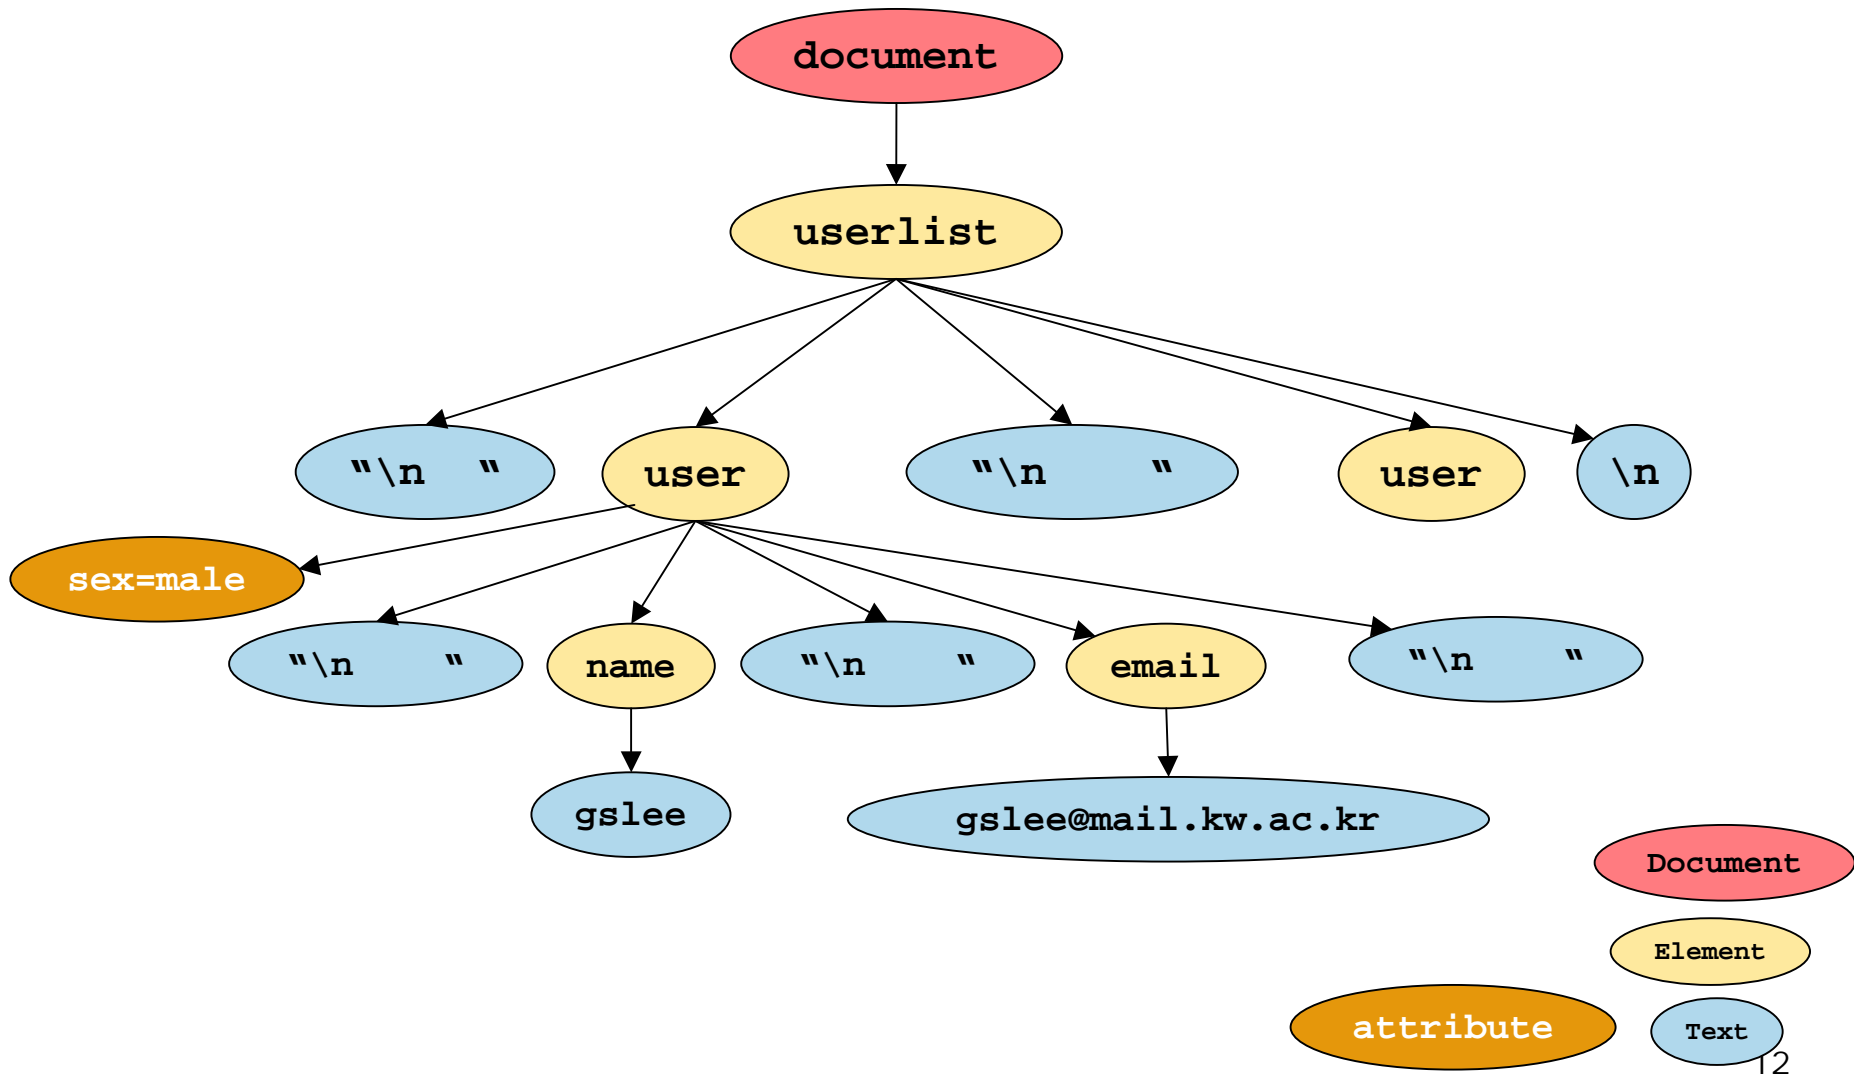 document
userlist
"\n   "
user
"\n     "
user
\n
sex=male
"\n     "
name
"\n     "
email
"\n     "
gslee
gslee@mail.kw.ac.kr
Document
Element
attribute
Text
12